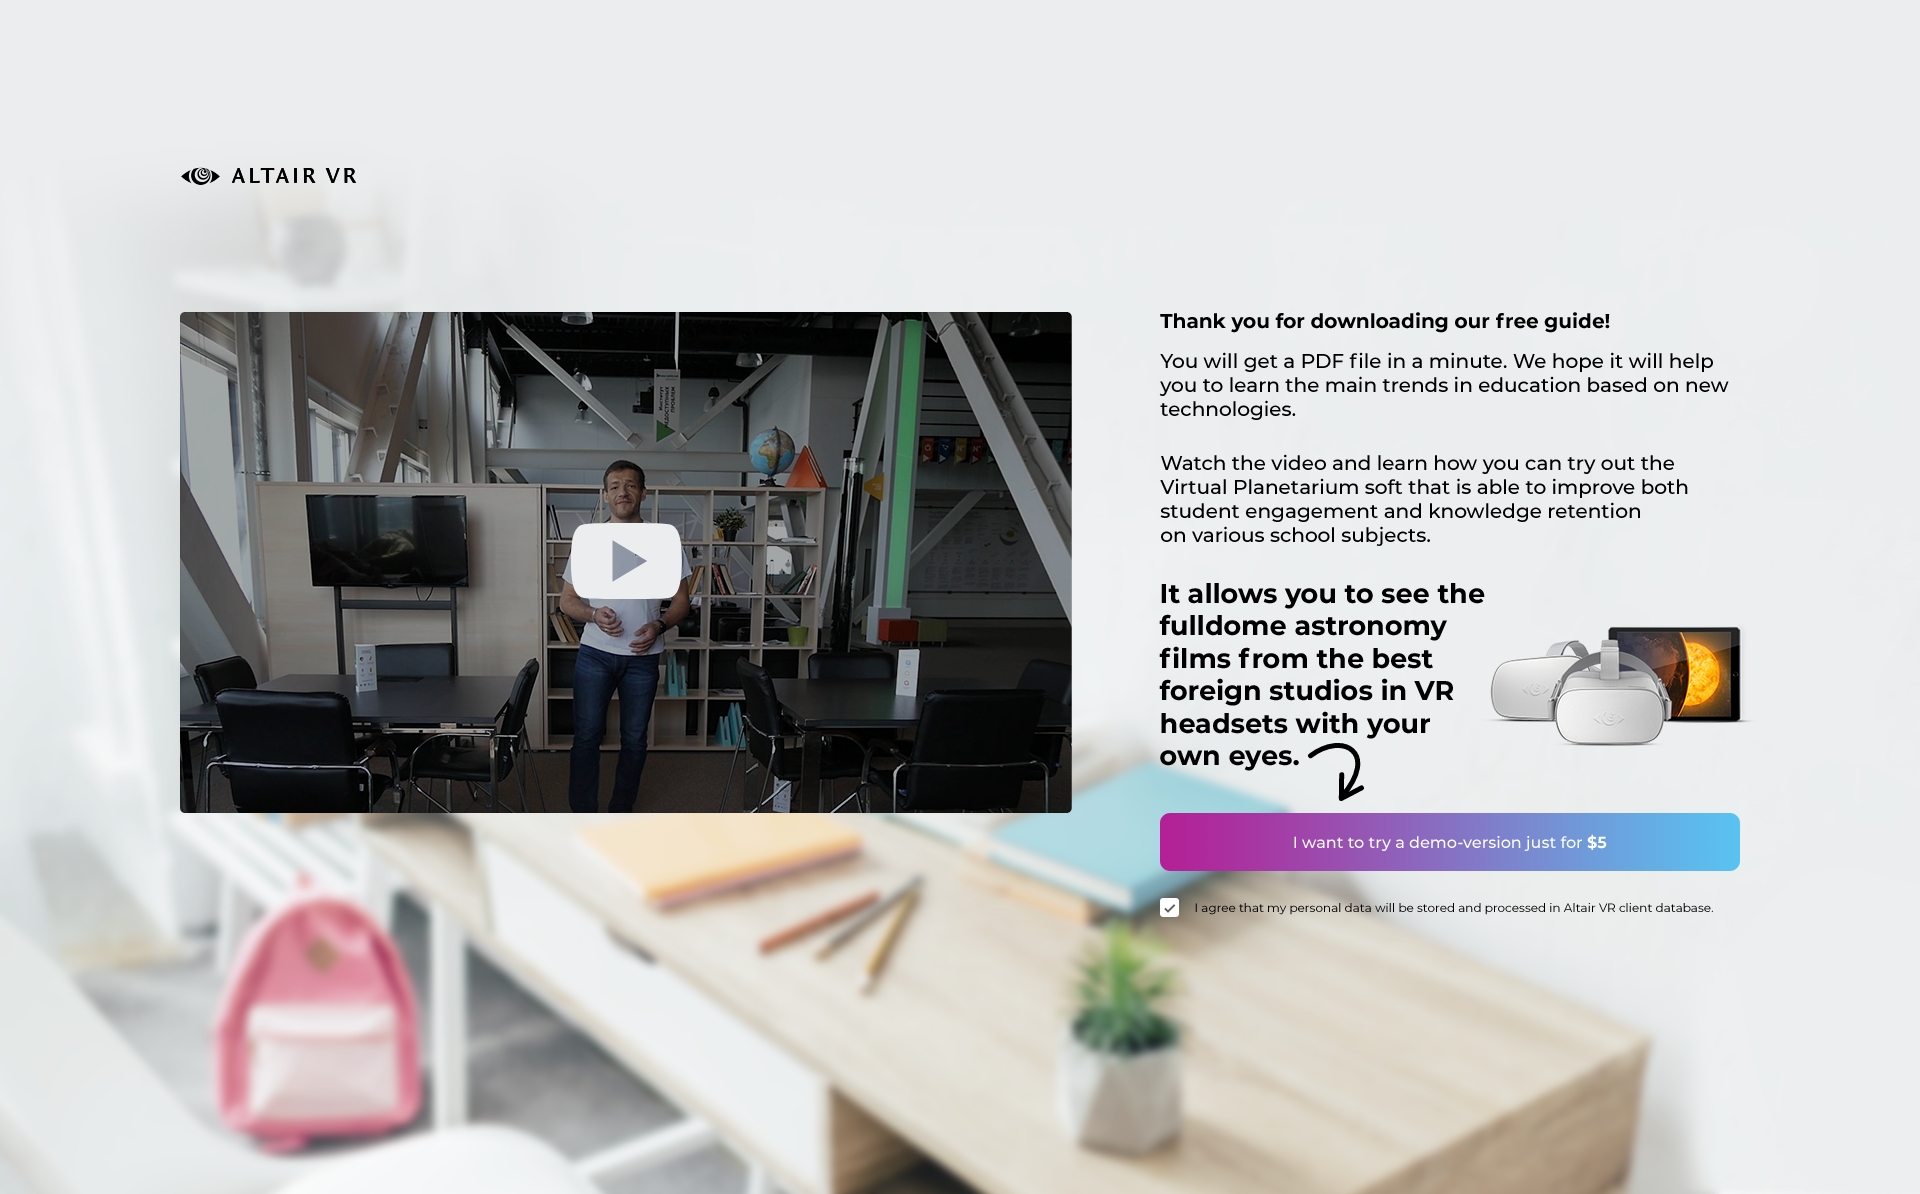 ALTAIR VR
Thank you for downloading our free guide!
You will get a PDF file in a minute. We hope it will help
you to learn the main trends in education based on new
technologies.
Watch the video and learn how you can try out the
Virtual Planetarium soft that is able to improve both
student engagement and knowledge retention
on various school subjects.
It allows you to see the
fulldome astronomy
films from the best
foreign studios in VR
headsets with your
own eyes.
I want to try a demo-version just for $5
I agree that my personal data will be stored and processed in Altair VR client database.